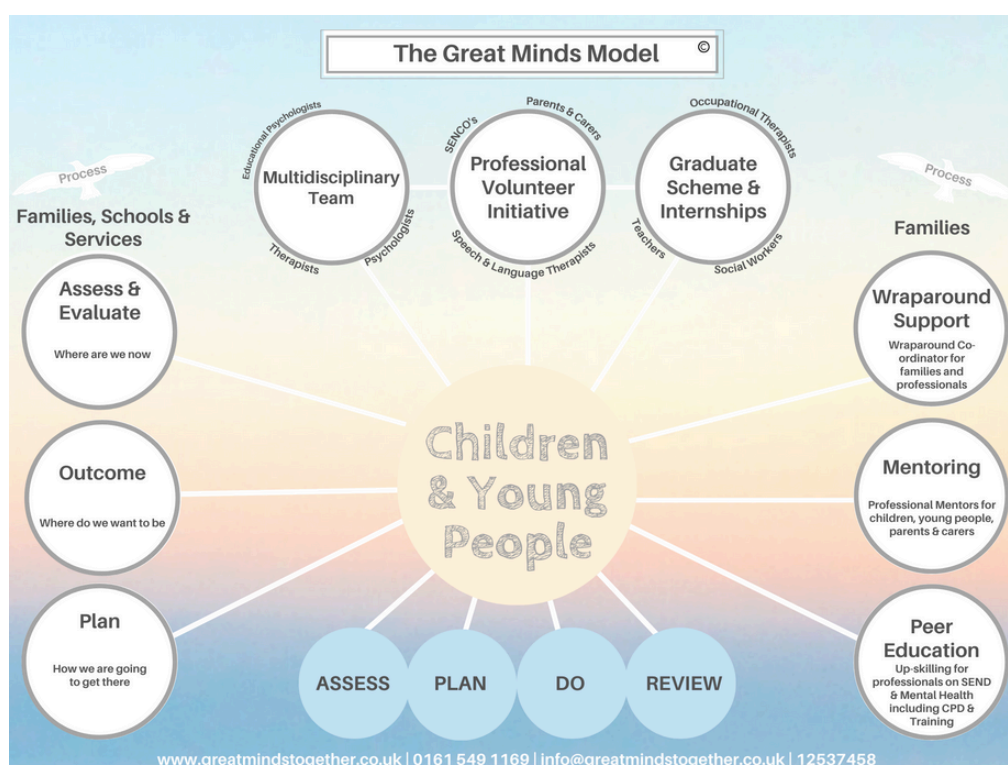 The Great Minds Model ©
Educational Psychologists
Multidisciplinary
Team
Therapists
Psychologists
SENCO's
Parents & Carers
Professional
Volunteer
Initiative
Speech & Language Therapists
Occupational Therapists
Graduate
Scheme &
Internships
Teachers
Social Workers
Process
Families, Schools &
Services
Assess &
Evaluate
Where are we now
Outcome
Where do we want to be
Plan
How we are going
to get there
Children
& Young
People
Process
Families
Wraparound
Support
Wraparound Co-
ordinator for
families and
professionals
Mentoring
Professional Mentors for
children, young people,
parents & carers
Peer
Education
Up-skilling for
professionals on SEND
& Mental Health
including CPD &
Training
ASSESS
PLAN
DO
REVIEW
www.greatmindstogether.co.uk | 0161 549 1169 | info@greatmindstogether.co.uk | 12537458